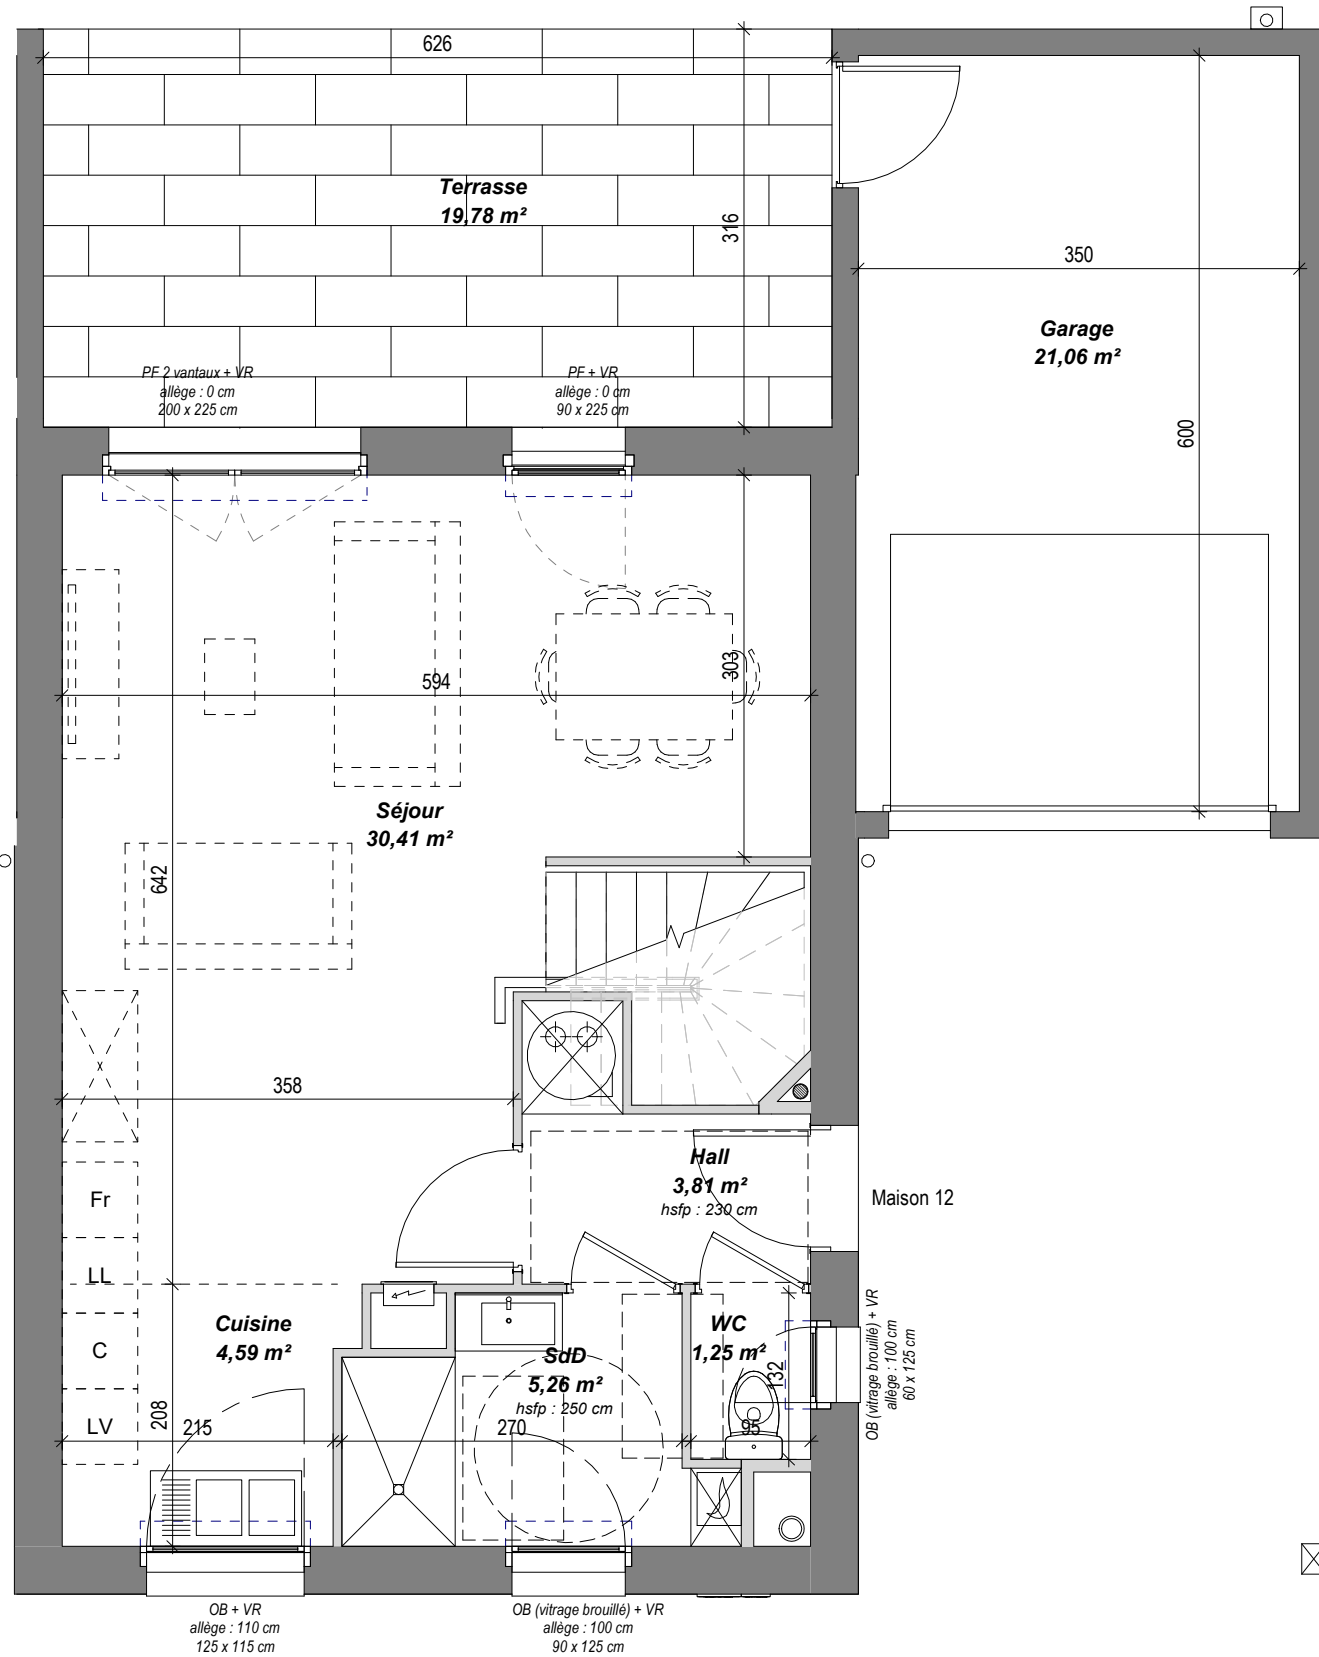 626
Terrasse
19,78 m²
316
350
Garage
21,06 m²
600
PF 2 vantaux + VR
allège : 0 cm
200 x 225 cm
PF + VR
allège : 0 cm
90 x 225 cm
594
303
Séjour
30,41 m²
642
358
Hall
3,81 m²
hsfp : 230 cm
Maison 12
Fr
LL
C
LV
Cuisine
4,59 m²
SdD
5,26 m²
hsfp : 250 cm
WC
1,25 m²
132
OB (vitrage brouillé) + VR
allège : 100 cm
60 x 125 cm
208
215
270
95
OB + VR
allège : 110 cm
125 x 115 cm
OB (vitrage brouillé) + VR
allège : 100 cm
90 x 125 cm